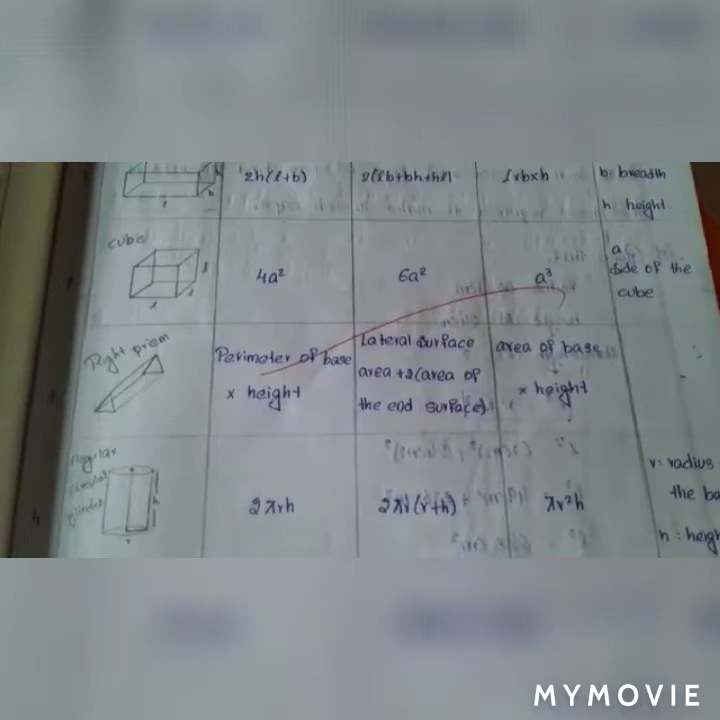 2h(l+b) 2(lb+bh+hl) l×b×h b: breadth
h: height
cube
4a² 6a² a³ a
side of the
cube
Right prism
Perimeter of base
× height
Lateral surface
area +2(area of
the end surface)
area of base
× height
circular
cylinder
2πrh 2πr(r+h) πr²h
r: radius
the ba
h: heigh
MYMOVIE